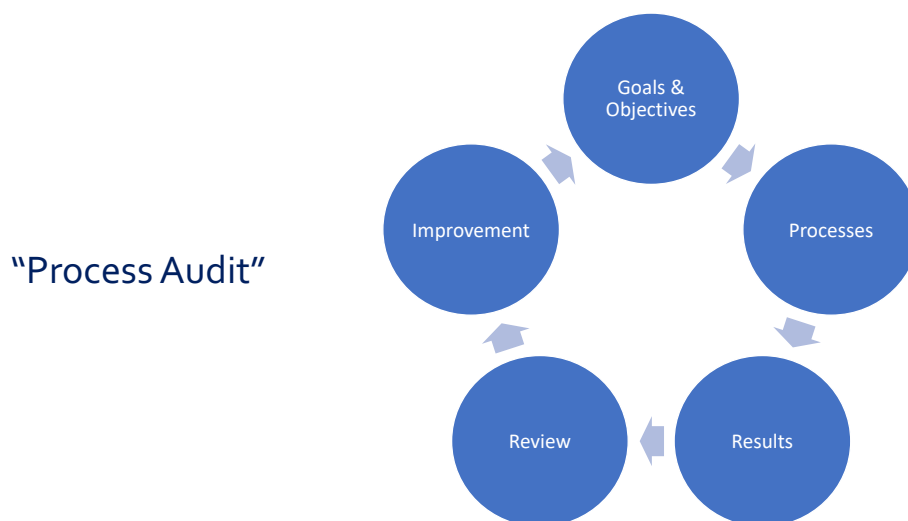 “Process Audit”
Goals &
Objectives
Processes
Results
Review
Improvement